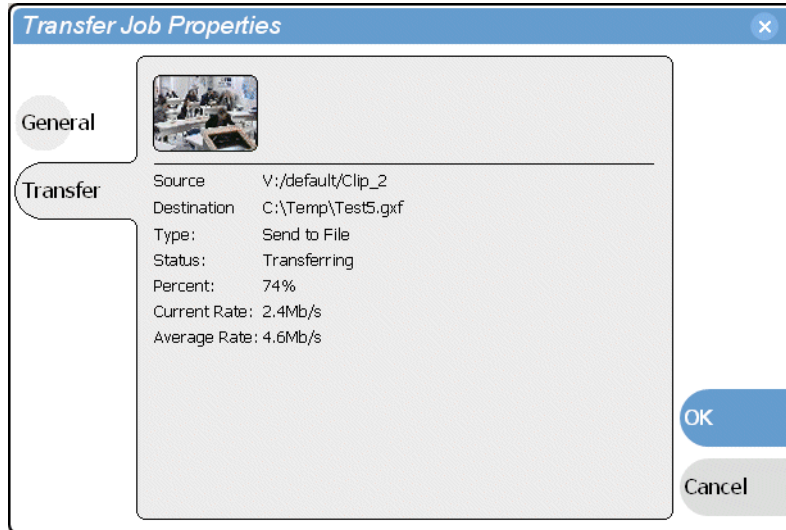 Transfer Job Properties
General
Transfer
Source V:/default/Clip_2
Destination C:\Temp\Test5.gxf
Type: Send to File
Status: Transferring
Percent: 74%
Current Rate: 2.4Mb/s
Average Rate: 4.6Mb/s
OK
Cancel